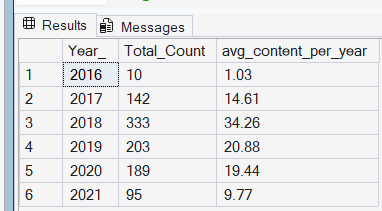 Results Messages
Year_ Total_Count avg_content_per_year
1 2016 10 1.03
2 2017 142 14.61
3 2018 333 34.26
4 2019 203 20.88
5 2020 189 19.44
6 2021 95 9.77